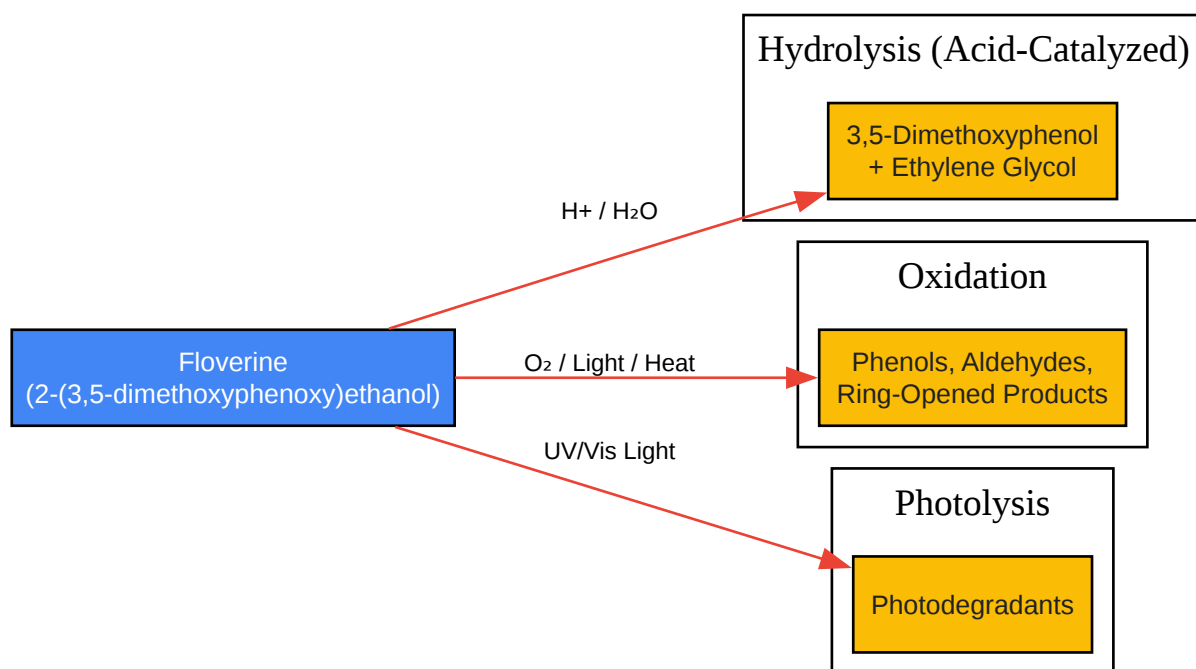 Hydrolysis (Acid-Catalyzed)
3,5-Dimethoxyphenol
+ Ethylene Glycol
H+ / H₂O
Oxidation
Floverine
(2-(3,5-dimethoxyphenoxy)ethanol)
O₂ / Light / Heat
Phenols, Aldehydes,
Ring-Opened Products
UV/Vis Light
Photolysis
Photodegradants